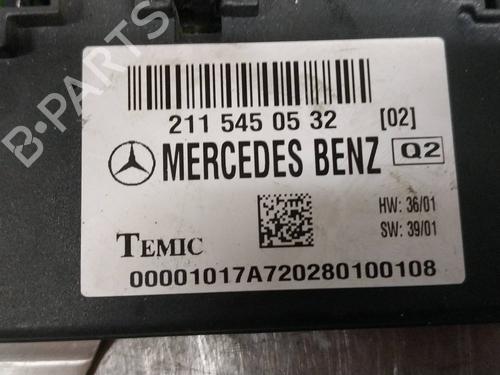 B-PARTS
211 545 05 32 [02]
MERCEDES BENZ Q2
HW: 36/01
SW: 39/01
TEMIC
00001017A720280100108